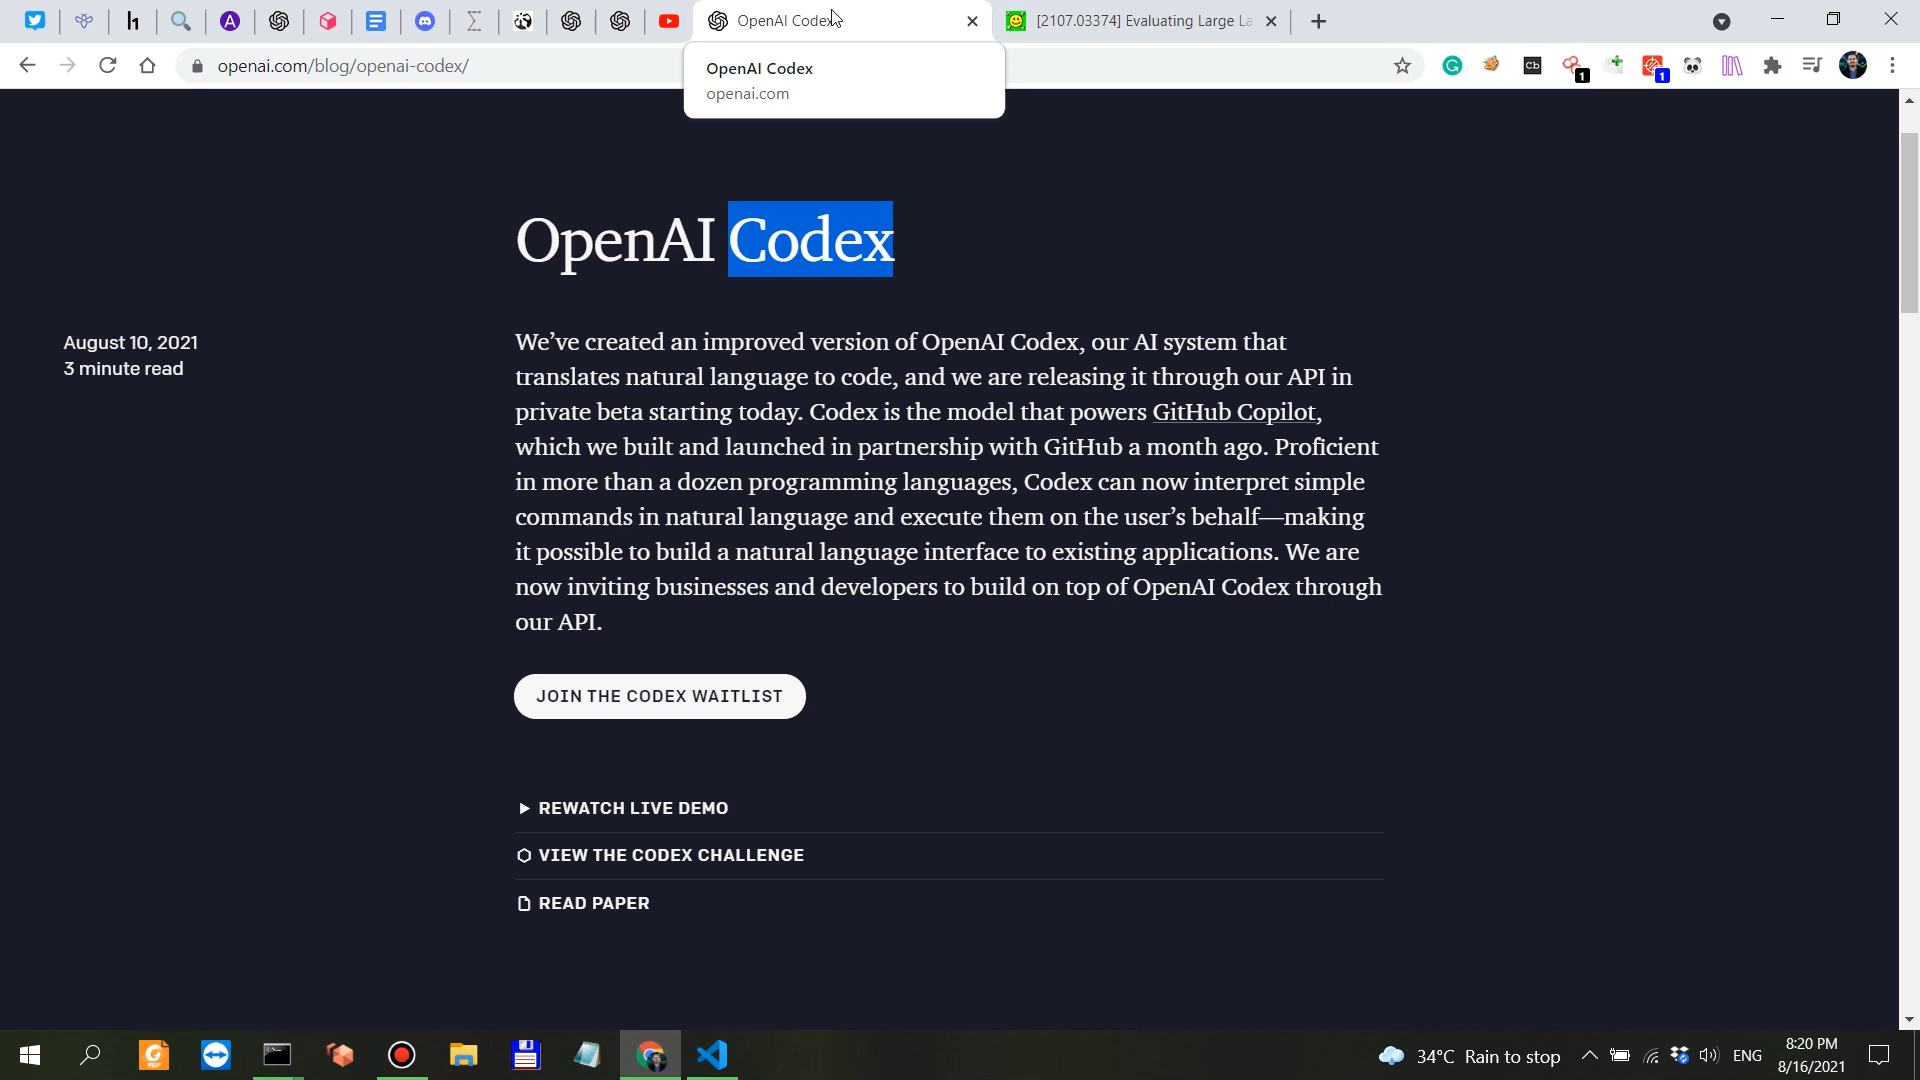 OpenAI Codex
[2107.03374] Evaluating Large La
openai.com/blog/openai-codex/
OpenAI Codex
openai.com
Cb
1
1
OpenAI Codex
August 10, 2021
3 minute read
We’ve created an improved version of OpenAI Codex, our AI system that
translates natural language to code, and we are releasing it through our API in
private beta starting today. Codex is the model that powers GitHub Copilot,
which we built and launched in partnership with GitHub a month ago. Proficient
in more than a dozen programming languages, Codex can now interpret simple
commands in natural language and execute them on the user’s behalf—making
it possible to build a natural language interface to existing applications. We are
now inviting businesses and developers to build on top of OpenAI Codex through
our API.
JOIN THE CODEX WAITLIST
REWATCH LIVE DEMO
VIEW THE CODEX CHALLENGE
READ PAPER
34°C Rain to stop
ENG
8:20 PM
8/16/2021